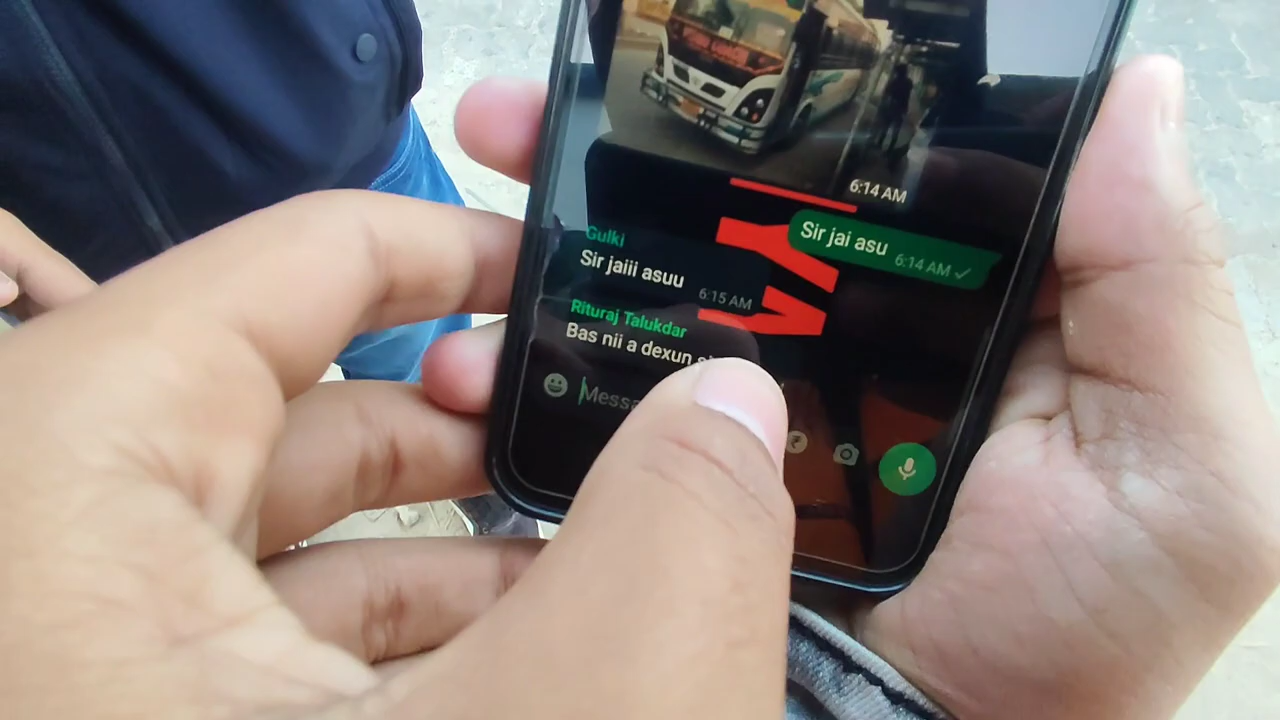 6:14 AM
Sir jai asu
6:14 AM
Gulki
Sir jaiii asuu
6:15 AM
Rituraj Talukdar
Bas nii a dexun